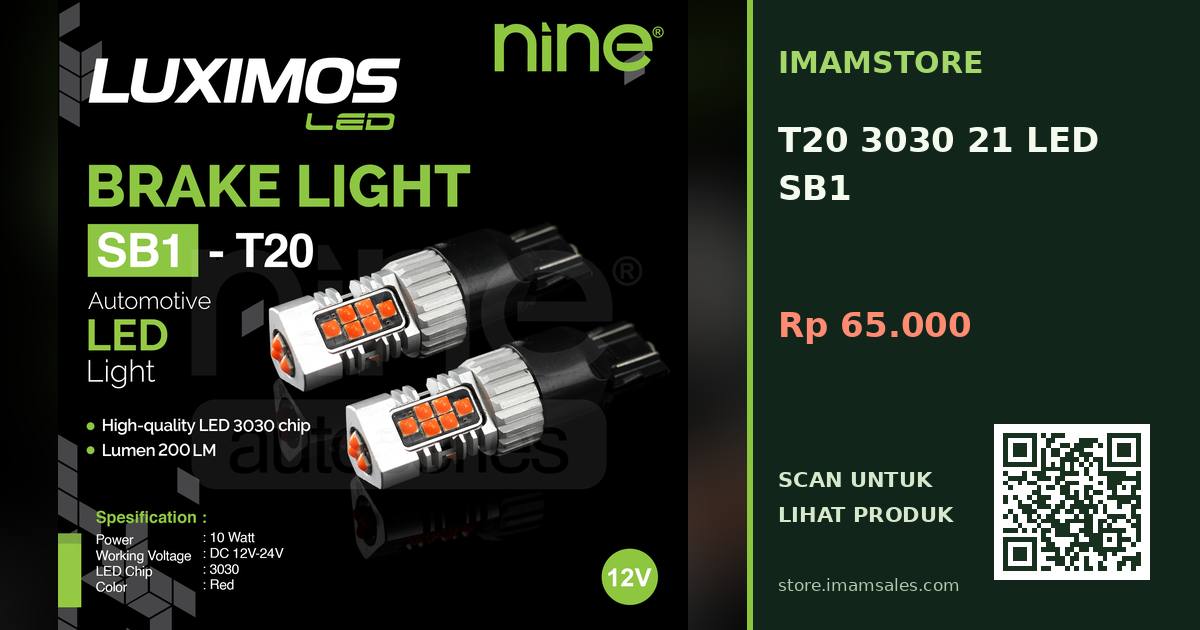 nine®
LUXIMOS
LED
BRAKE LIGHT
SB1 - T20
Automotive
LED
Light
High-quality LED 3030 chip
Lumen 200 LM
Spesification :
Power : 10 Watt
Working Voltage : DC 12V-24V
LED Chip : 3030
Color : Red
12V
IMAMSTORE
T20 3030 21 LED
SB1
Rp 65.000
SCAN UNTUK
LIHAT PRODUK
store.imamsales.com